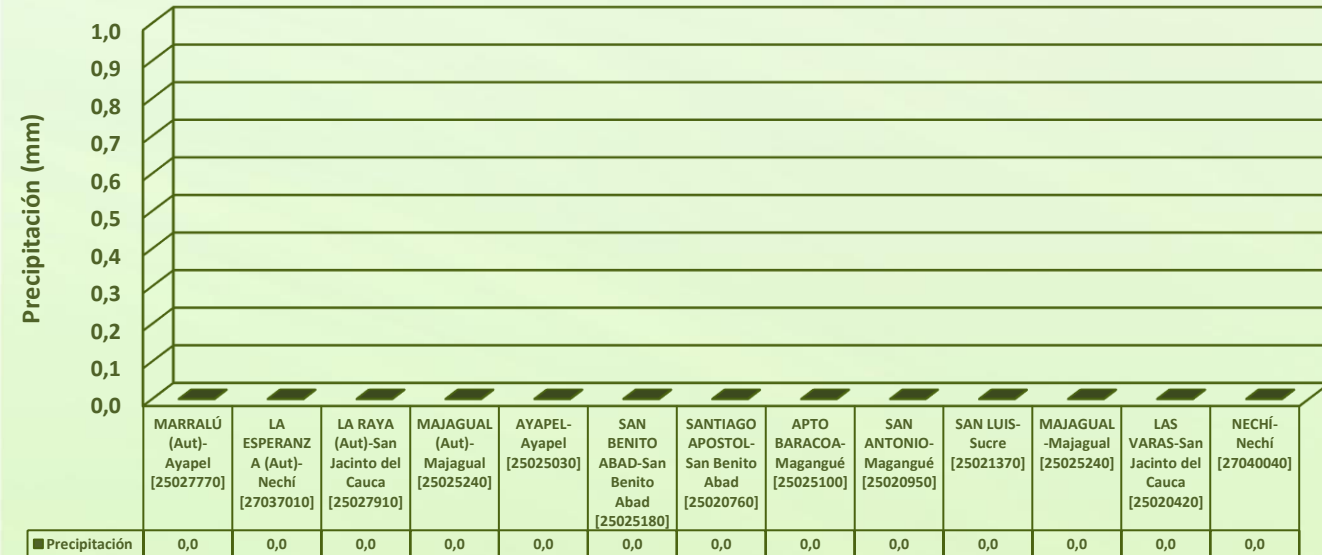 Precipitación (mm)
1,0
0,9
0,8
0,7
0,6
0,5
0,4
0,3
0,2
0,1
0,0
MARRALÚ
(Aut)-
Ayapel
[25027770]
LA
ESPERANZ
A (Aut)-
Nechí
[27037010]
LA RAYA
(Aut)-San
Jacinto del
Cauca
[25027910]
MAJAGUAL
(Aut)-
Majagual
[25025240]
AYAPEL-
Ayapel
[25025030]
SAN
BENITO
ABAD-San
Benito
Abad
[25025180]
SANTIAGO
APOSTOL-
San Benito
Abad
[25020760]
APTO
BARACOA-
Magangué
[25025100]
SAN
ANTONIO-
Magangué
[25020950]
SAN LUIS-
Sucre
[25021370]
MAJAGUAL
-Majagual
[25025240]
LAS
VARAS-San
Jacinto del
Cauca
[25020420]
NECHÍ-
Nechí
[27040040]
Precipitación 0,0 0,0 0,0 0,0 0,0 0,0 0,0 0,0 0,0 0,0 0,0 0,0 0,0